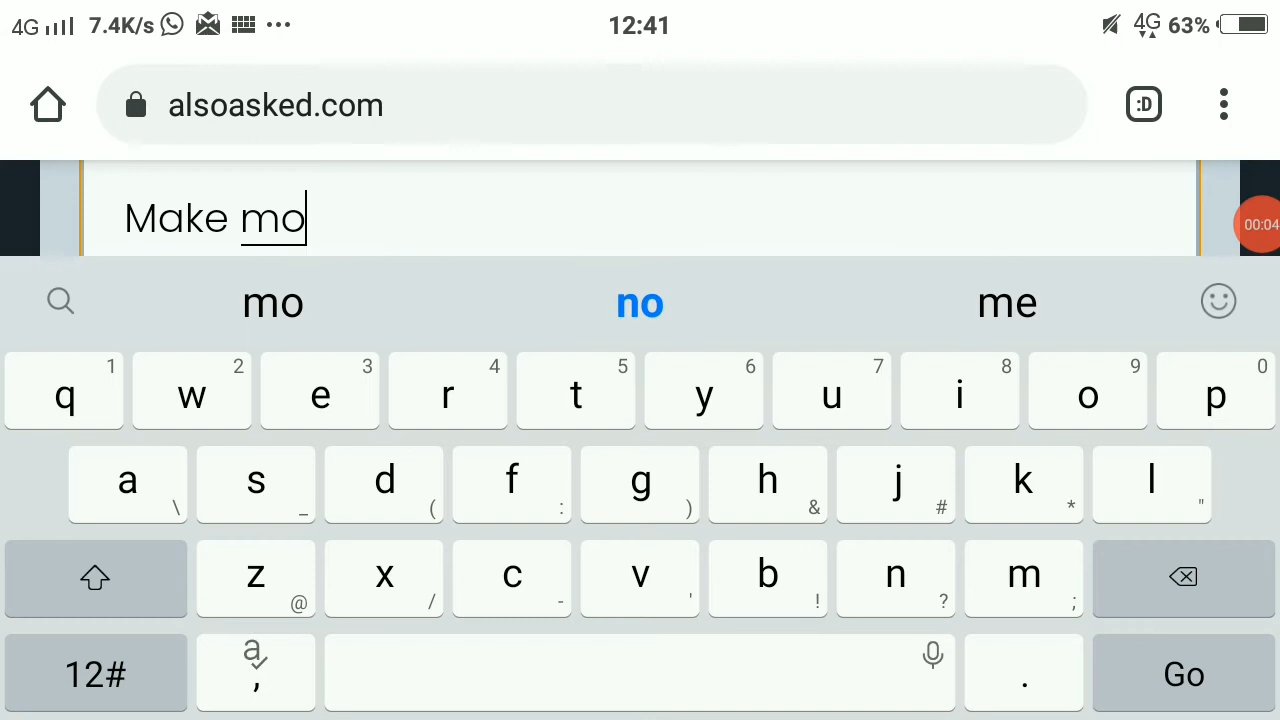 4G 7.4K/s ... 12:41 4G 63%
:D
alsoasked.com
Make mo
00:04
mo no me
q 1 w 2 e 3 r 4 t 5 y 6 u 7 i 8 o 9 p 0
a \ s _ d ( f : g ) h & j # k * l "
z @ x / c - v ' b ! n ? m ;
12# a , . Go